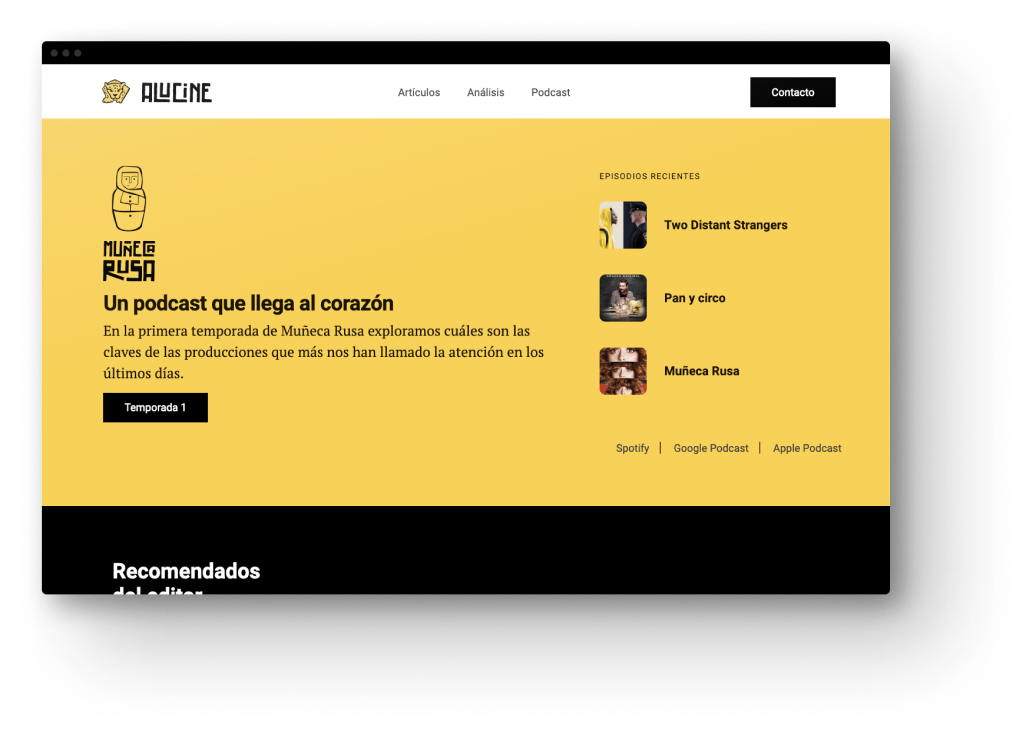 ALUCINE
Artículos
Análisis
Podcast
Contacto
MUÑECA
RUSA
Un podcast que llega al corazón
En la primera temporada de Muñeca Rusa exploramos cuáles son las
claves de las producciones que más nos han llamado la atención en los
últimos días.
Temporada 1
EPISODIOS RECIENTES
Two Distant Strangers
Pan y circo
Muñeca Rusa
Spotify | Google Podcast | Apple Podcast
Recomendados
del editor